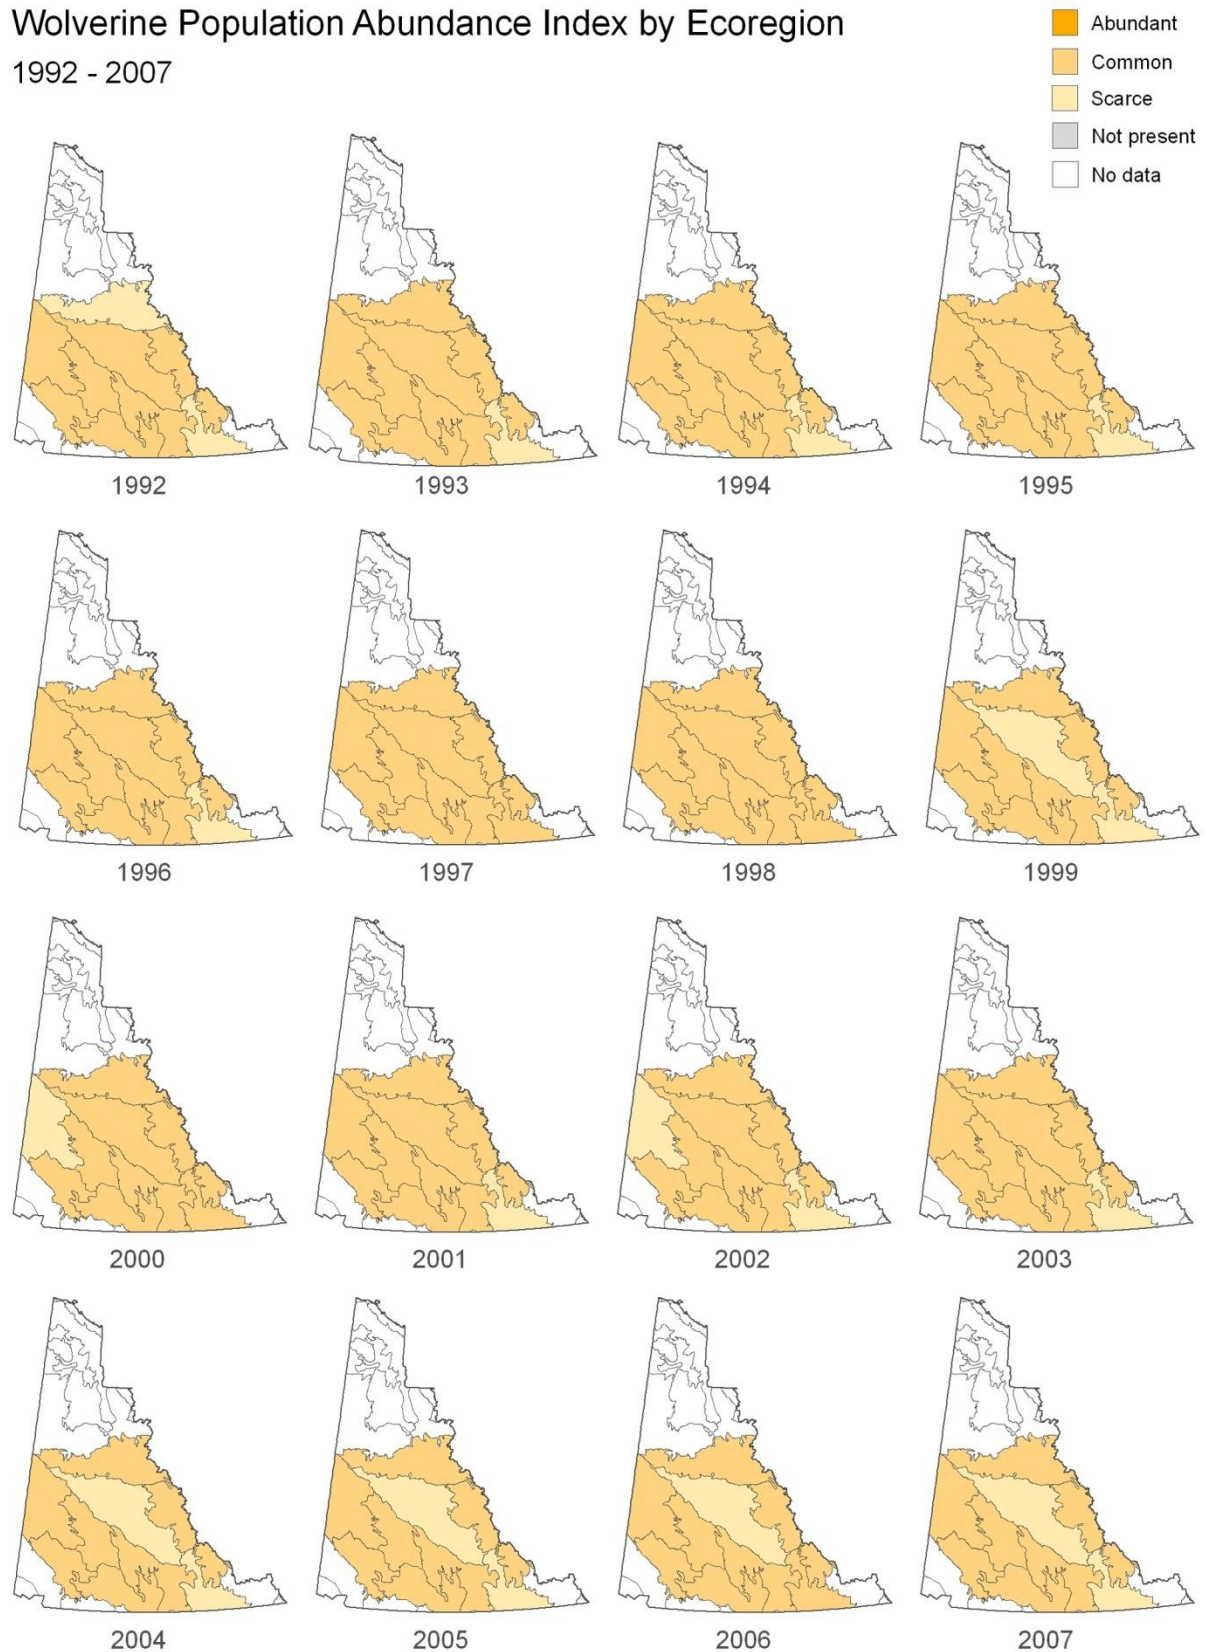 Wolverine Population Abundance Index by Ecoregion
1992 - 2007
Abundant
Common
Scarce
Not present
No data
1992
1993
1994
1995
1996
1997
1998
1999
2000
2001
2002
2003
2004
2005
2006
2007